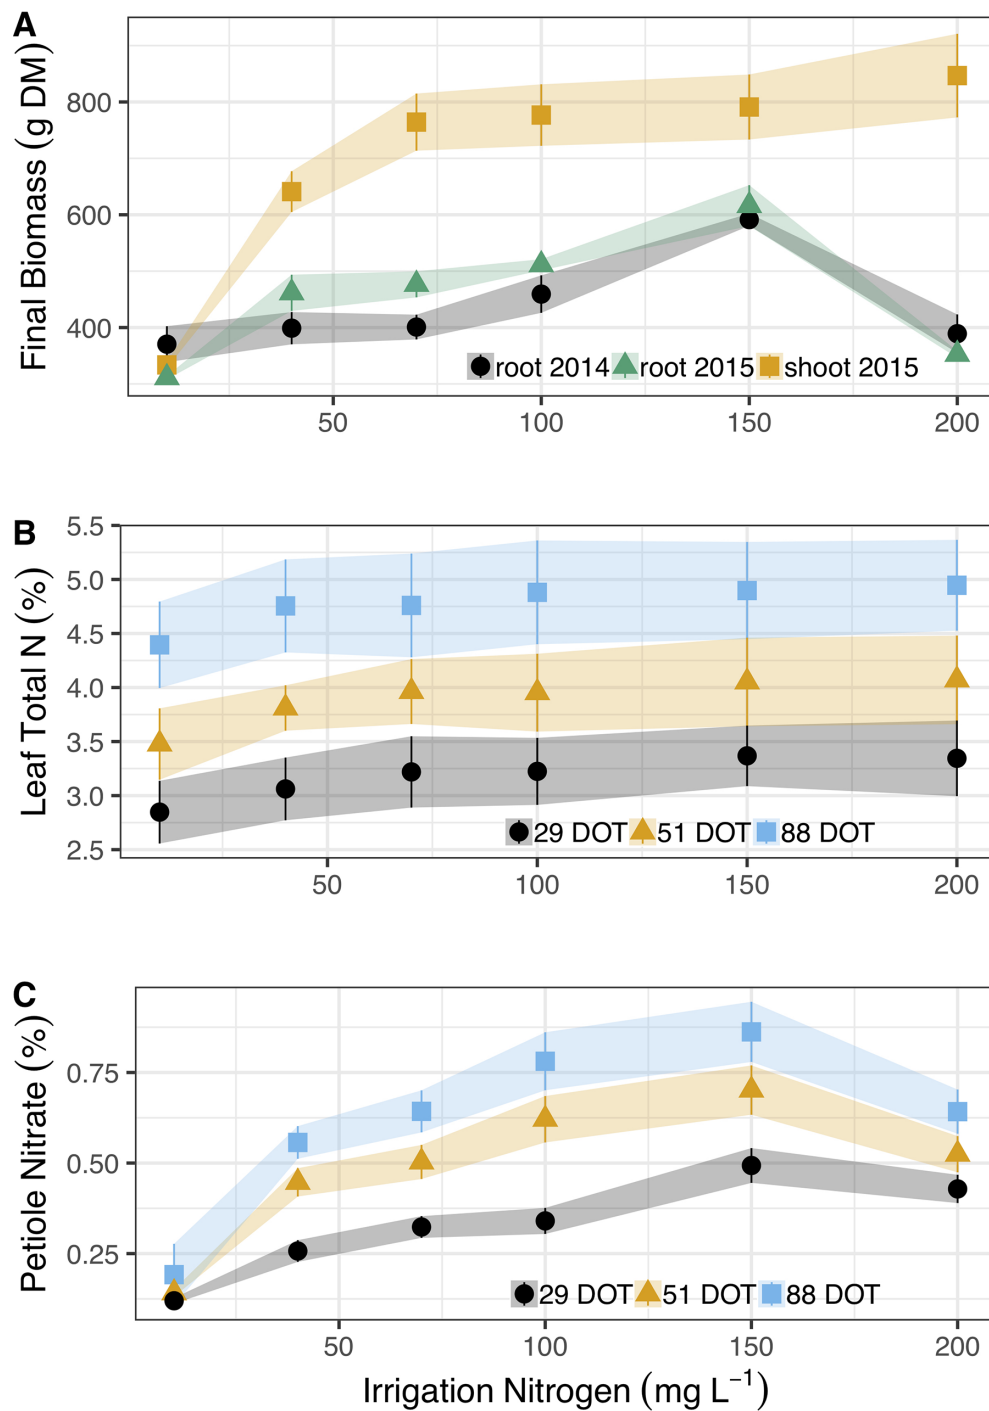 A
Final Biomass (g DM)
800
600
400
root 2014 root 2015 shoot 2015
50 100 150 200
B
Leaf Total N (%)
5.5
5.0
4.5
4.0
3.5
3.0
2.5
29 DOT 51 DOT 88 DOT
50 100 150 200
C
Petiole Nitrate (%)
0.75
0.50
0.25
29 DOT 51 DOT 88 DOT
50 100 150 200
Irrigation Nitrogen (mg L⁻¹)